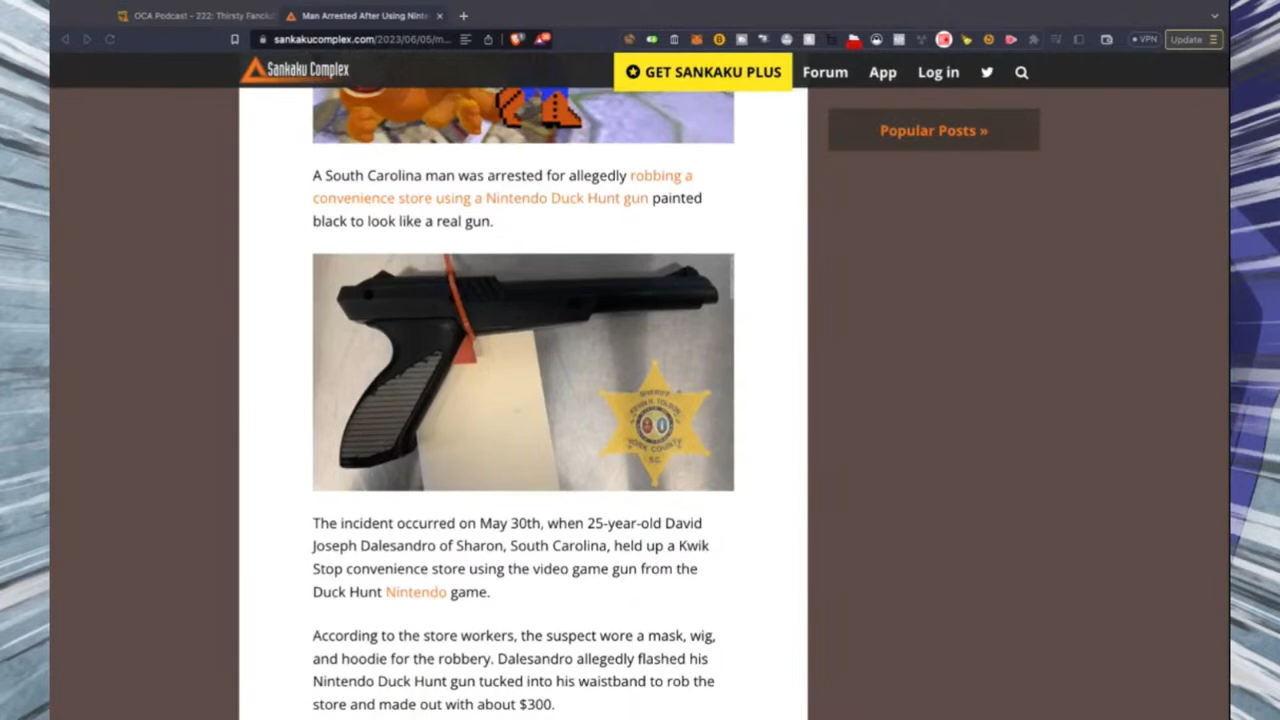 OCA Podcast - 222: Thirsty Fanclu
Man Arrested After Using Ninte
sankakucomplex.com/2023/06/05/m...
VPN
Update
Sankaku Complex
GET SANKAKU PLUS
Forum
App
Log in
Popular Posts »
A South Carolina man was arrested for allegedly robbing a
convenience store using a Nintendo Duck Hunt gun painted
black to look like a real gun.
SHERIFF
YORK COUNTY
S.C.
The incident occurred on May 30th, when 25-year-old David
Joseph Dalesandro of Sharon, South Carolina, held up a Kwik
Stop convenience store using the video game gun from the
Duck Hunt Nintendo game.
According to the store workers, the suspect wore a mask, wig,
and hoodie for the robbery. Dalesandro allegedly flashed his
Nintendo Duck Hunt gun tucked into his waistband to rob the
store and made out with about $300.